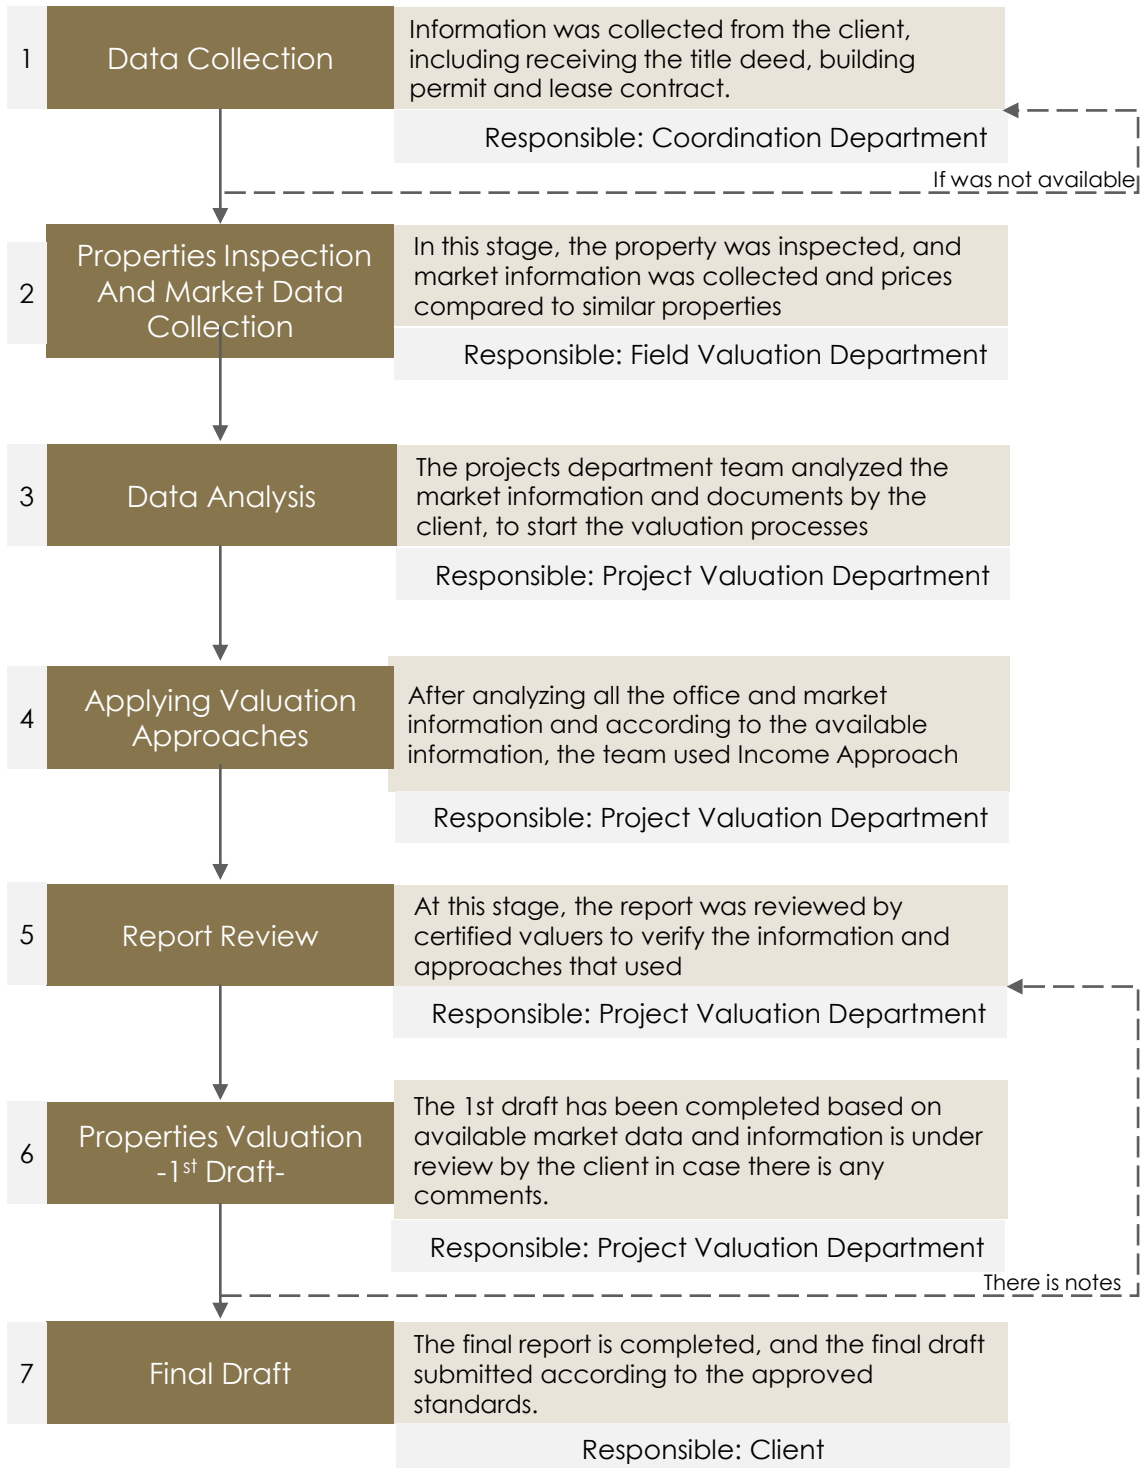 1
Data Collection
Information was collected from the client,
including receiving the title deed, building
permit and lease contract.
Responsible: Coordination Department
If was not available
2
Properties Inspection
And Market Data
Collection
In this stage, the property was inspected, and
market information was collected and prices
compared to similar properties
Responsible: Field Valuation Department
3
Data Analysis
The projects department team analyzed the
market information and documents by the
client, to start the valuation processes
Responsible: Project Valuation Department
4
Applying Valuation
Approaches
After analyzing all the office and market
information and according to the available
information, the team used Income Approach
Responsible: Project Valuation Department
5
Report Review
At this stage, the report was reviewed by
certified valuers to verify the information and
approaches that used
Responsible: Project Valuation Department
6
Properties Valuation
-1st Draft-
The 1st draft has been completed based on
available market data and information is under
review by the client in case there is any
comments.
Responsible: Project Valuation Department
There is notes
7
Final Draft
The final report is completed, and the final draft
submitted according to the approved
standards.
Responsible: Client